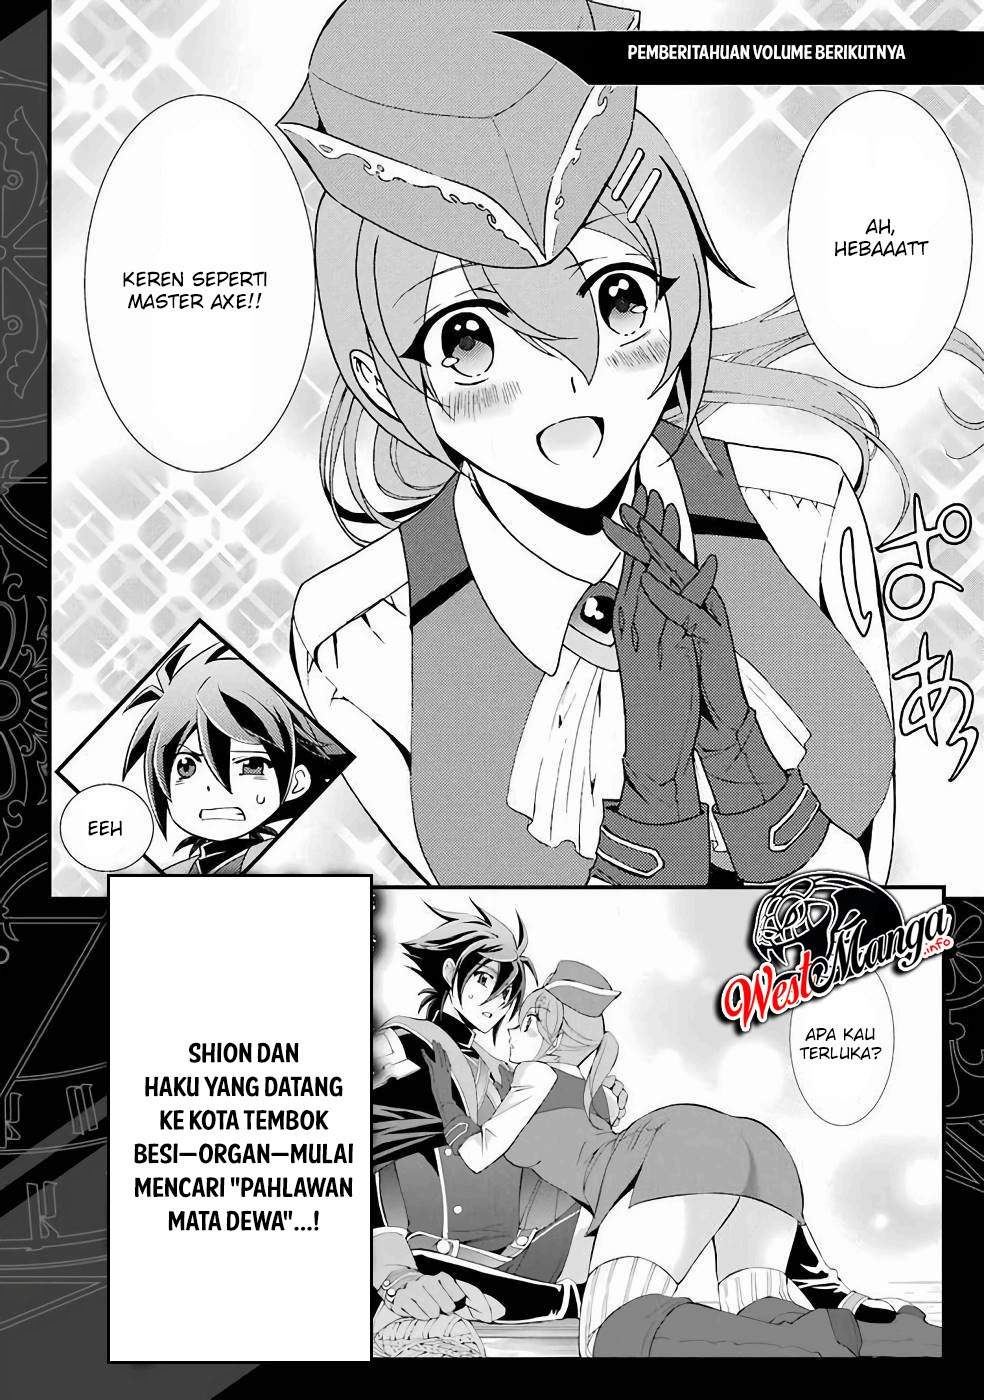 PEMBERITAHUAN VOLUME BERIKUTNYA
AH,
HEBAAATT
KEREN SEPERTI
MASTER AXE!!
ぱあぁ
EEH
WestManga
.info
APA KAU
TERLUKA?
SHION DAN
HAKU YANG DATANG
KE KOTA TEMBOK
BESI—ORGAN—MULAI
MENCARI "PAHLAWAN
MATA DEWA"...!